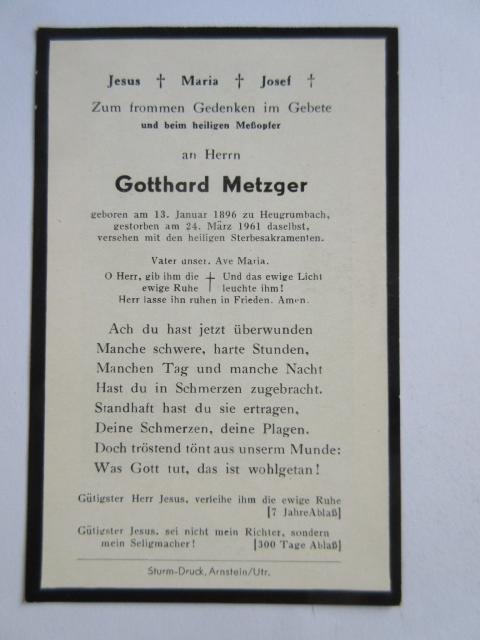 Jesus † Maria † Josef †
Zum frommen Gedenken im Gebete
und beim heiligen Meßopfer
an Herrn
Gotthard Metzger
geboren am 13. Januar 1896 zu Heugrumbach,
gestorben am 24. März 1961 daselbst,
versehen mit den heiligen Sterbesakramenten.
Vater unser. Ave Maria.
O Herr, gib ihm die † Und das ewige Licht
ewige Ruhe leuchte ihm!
Herr lasse ihn ruhen in Frieden. Amen.
Ach du hast jetzt überwunden
Manche schwere, harte Stunden,
Manchen Tag und manche Nacht
Hast du in Schmerzen zugebracht.
Standhaft hast du sie ertragen,
Deine Schmerzen, deine Plagen.
Doch tröstend tönt aus unserm Munde:
Was Gott tut, das ist wohlgetan!
Gütigster Herr Jesus, verleihe ihm die ewige Ruhe
[7 JahreAblaß]
Gütigster Jesus, sei nicht mein Richter, sondern
mein Seligmacher! [300 Tage Ablaß]
Sturm-Druck, Arnstein/Ufr.